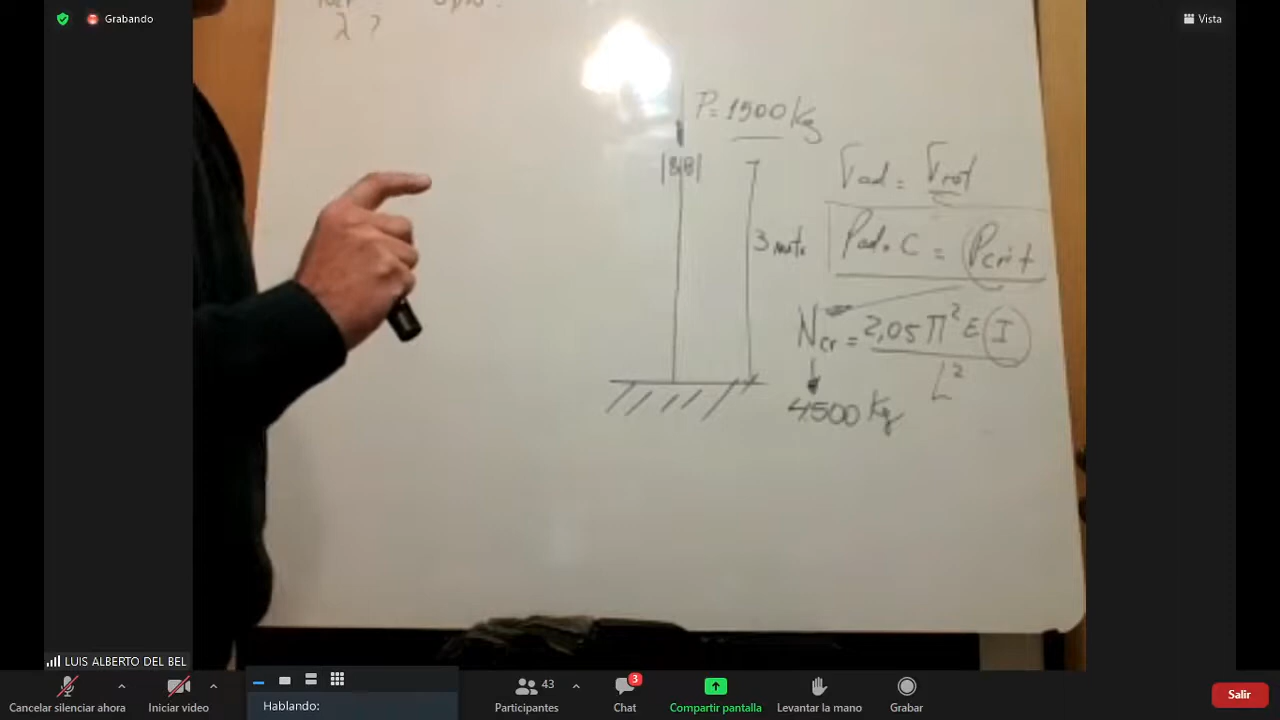 Grabando
Vista
λ ?
P = 1500 Kg
3 mts
σad = σrot
Pad . C = Pcrit
Ncr = 2,05 π² E I
L²
4500 Kg
LUIS ALBERTO DEL BEL
Cancelar silenciar ahora
Iniciar video
Hablando:
43
Participantes
3
Chat
Compartir pantalla
Levantar la mano
Grabar
Salir